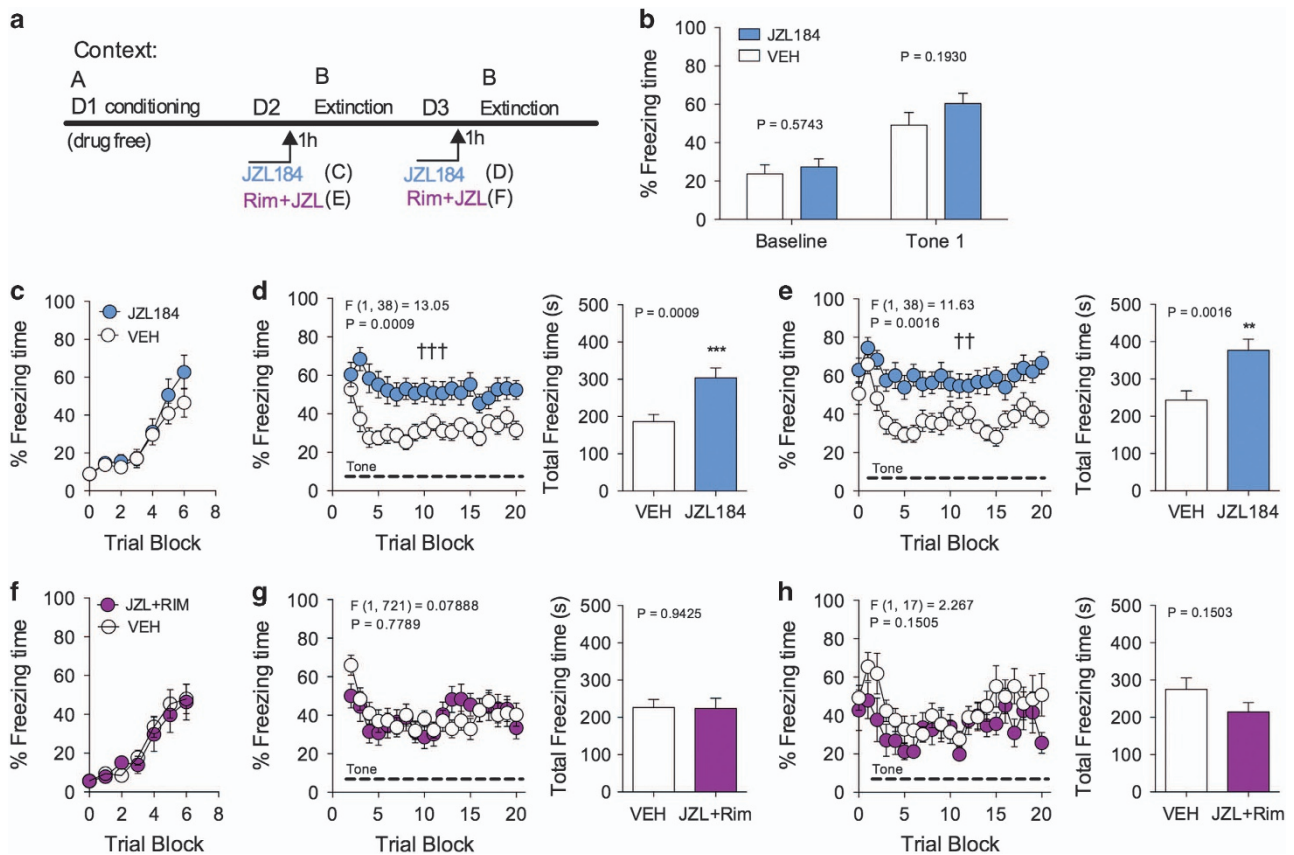 a
Context:
A
B
B
D1 conditioning
D2
Extinction
D3
Extinction
(drug free)
1h
1h
JZL184 (C)
JZL184 (D)
Rim+JZL(E)
Rim+JZL(F)
b
JZL184
VEH
P = 0.1930
P = 0.5743
% Freezing time
100
80
60
40
20
0
Baseline
Tone 1
c
JZL184
VEH
% Freezing time
100
80
60
40
20
0
0 2 4 6 8
Trial Block
d
F (1, 38) = 13.05
P = 0.0009
†††
% Freezing time
100
80
60
40
20
0
Tone
0 5 10 15 20
Trial Block
Total Freezing time (s)
500
400
300
200
100
0
P = 0.0009
***
VEH JZL184
e
F (1, 38) = 11.63
P = 0.0016
††
% Freezing time
100
80
60
40
20
0
Tone
0 5 10 15 20
Trial Block
Total Freezing time (s)
500
400
300
200
100
0
P = 0.0016
**
VEH JZL184
f
JZL+RIM
VEH
% Freezing time
100
80
60
40
20
0
0 2 4 6 8
Trial Block
g
F (1, 721) = 0.07888
P = 0.7789
% Freezing time
100
80
60
40
20
0
Tone
0 5 10 15 20
Trial Block
Total Freezing time (s)
500
400
300
200
100
0
P = 0.9425
VEH JZL+Rim
h
F (1, 17) = 2.267
P = 0.1505
% Freezing time
100
80
60
40
20
0
Tone
0 5 10 15 20
Trial Block
Total Freezing time (s)
500
400
300
200
100
0
P = 0.1503
VEH JZL+Rim